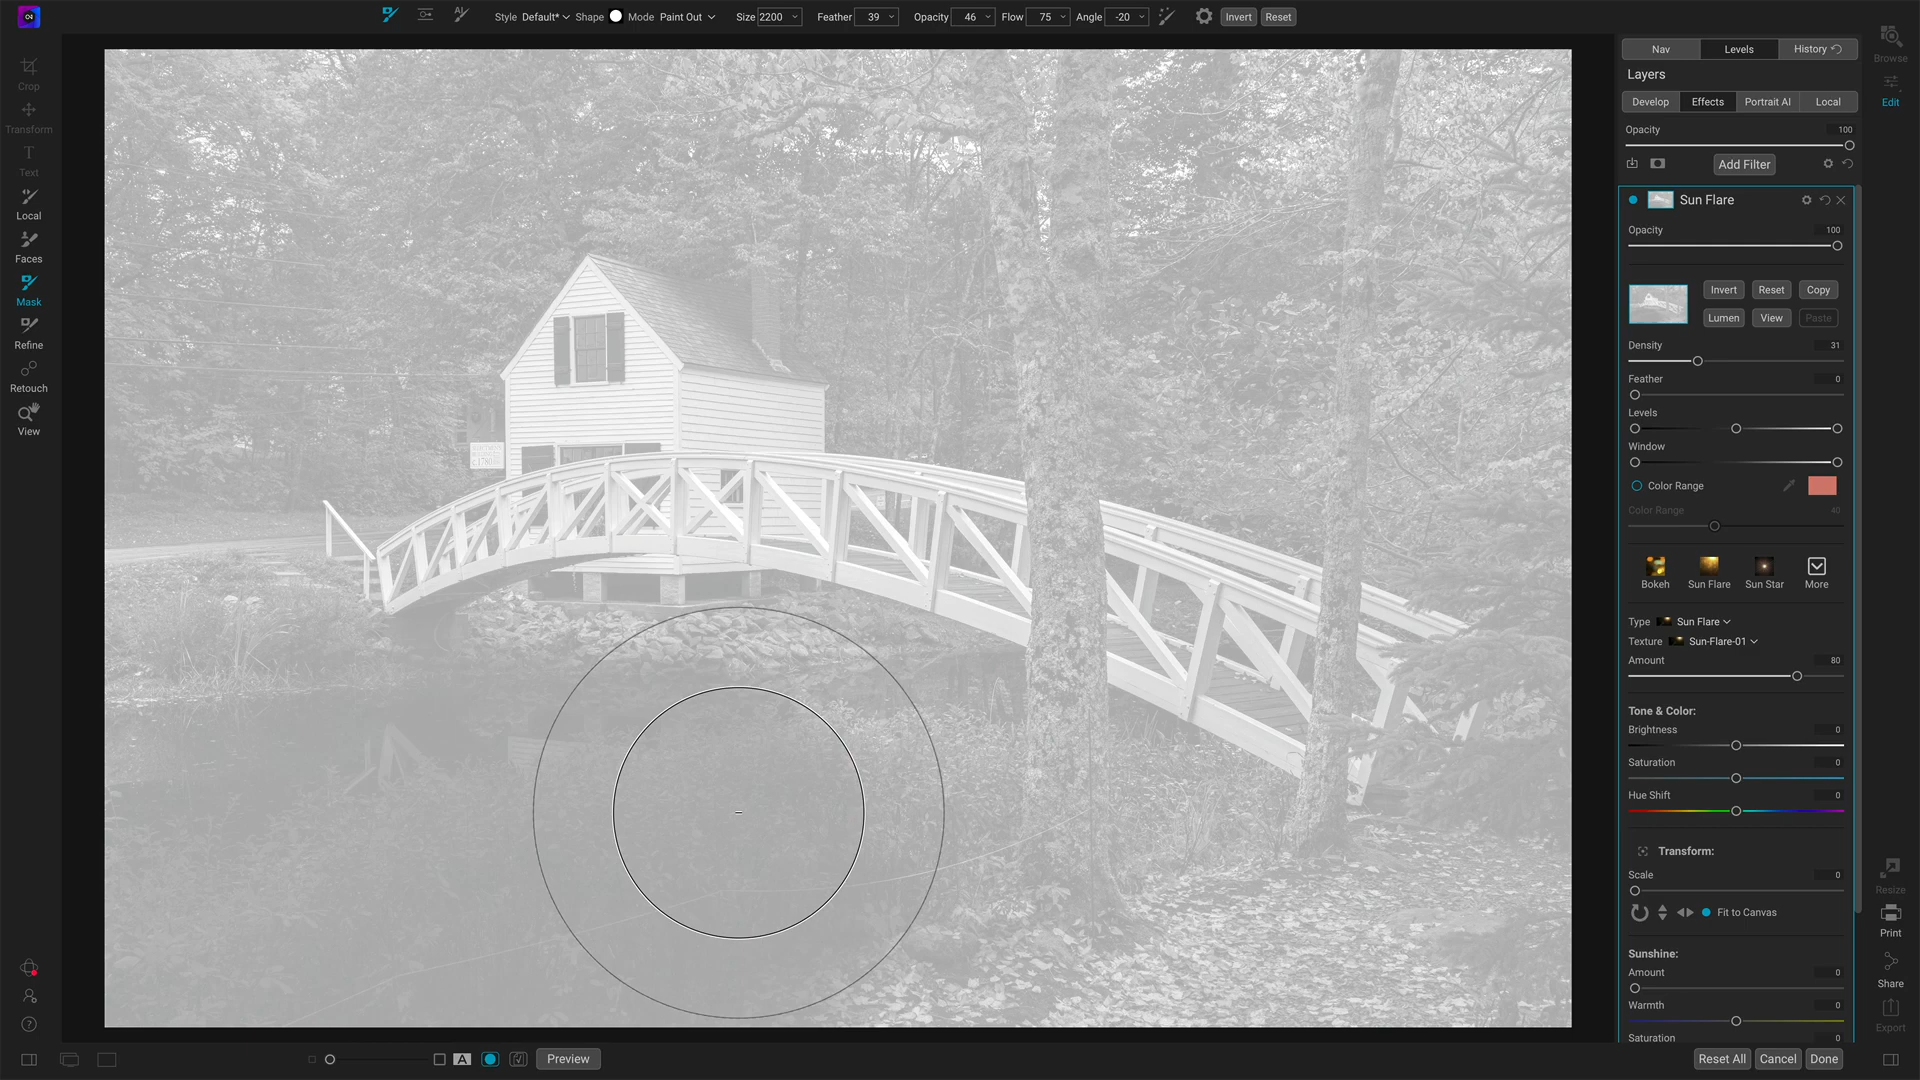 Style Default* Shape Mode Paint Out Size 2200 Feather 39 Opacity 46 Flow 75 Angle -20 Invert Reset
Crop
Transform
Text
Local
Faces
Mask
Refine
Retouch
View
c.1780
Nav Levels History
Layers
Develop Effects Portrait AI Local
Opacity 100
Add Filter
Sun Flare
Opacity 100
Invert Reset Copy
Lumen View Paste
Density 31
Feather 0
Levels
Window
Color Range
Color Range 40
Bokeh Sun Flare Sun Star More
Type Sun Flare
Texture Sun-Flare-01
Amount 80
Tone & Color:
Brightness 0
Saturation 0
Hue Shift 0
Transform:
Scale 0
Fit to Canvas
Sunshine:
Amount 0
Warmth 0
Saturation 0
Browse
Edit
Resize
Print
Share
Export
A Preview
Reset All Cancel Done